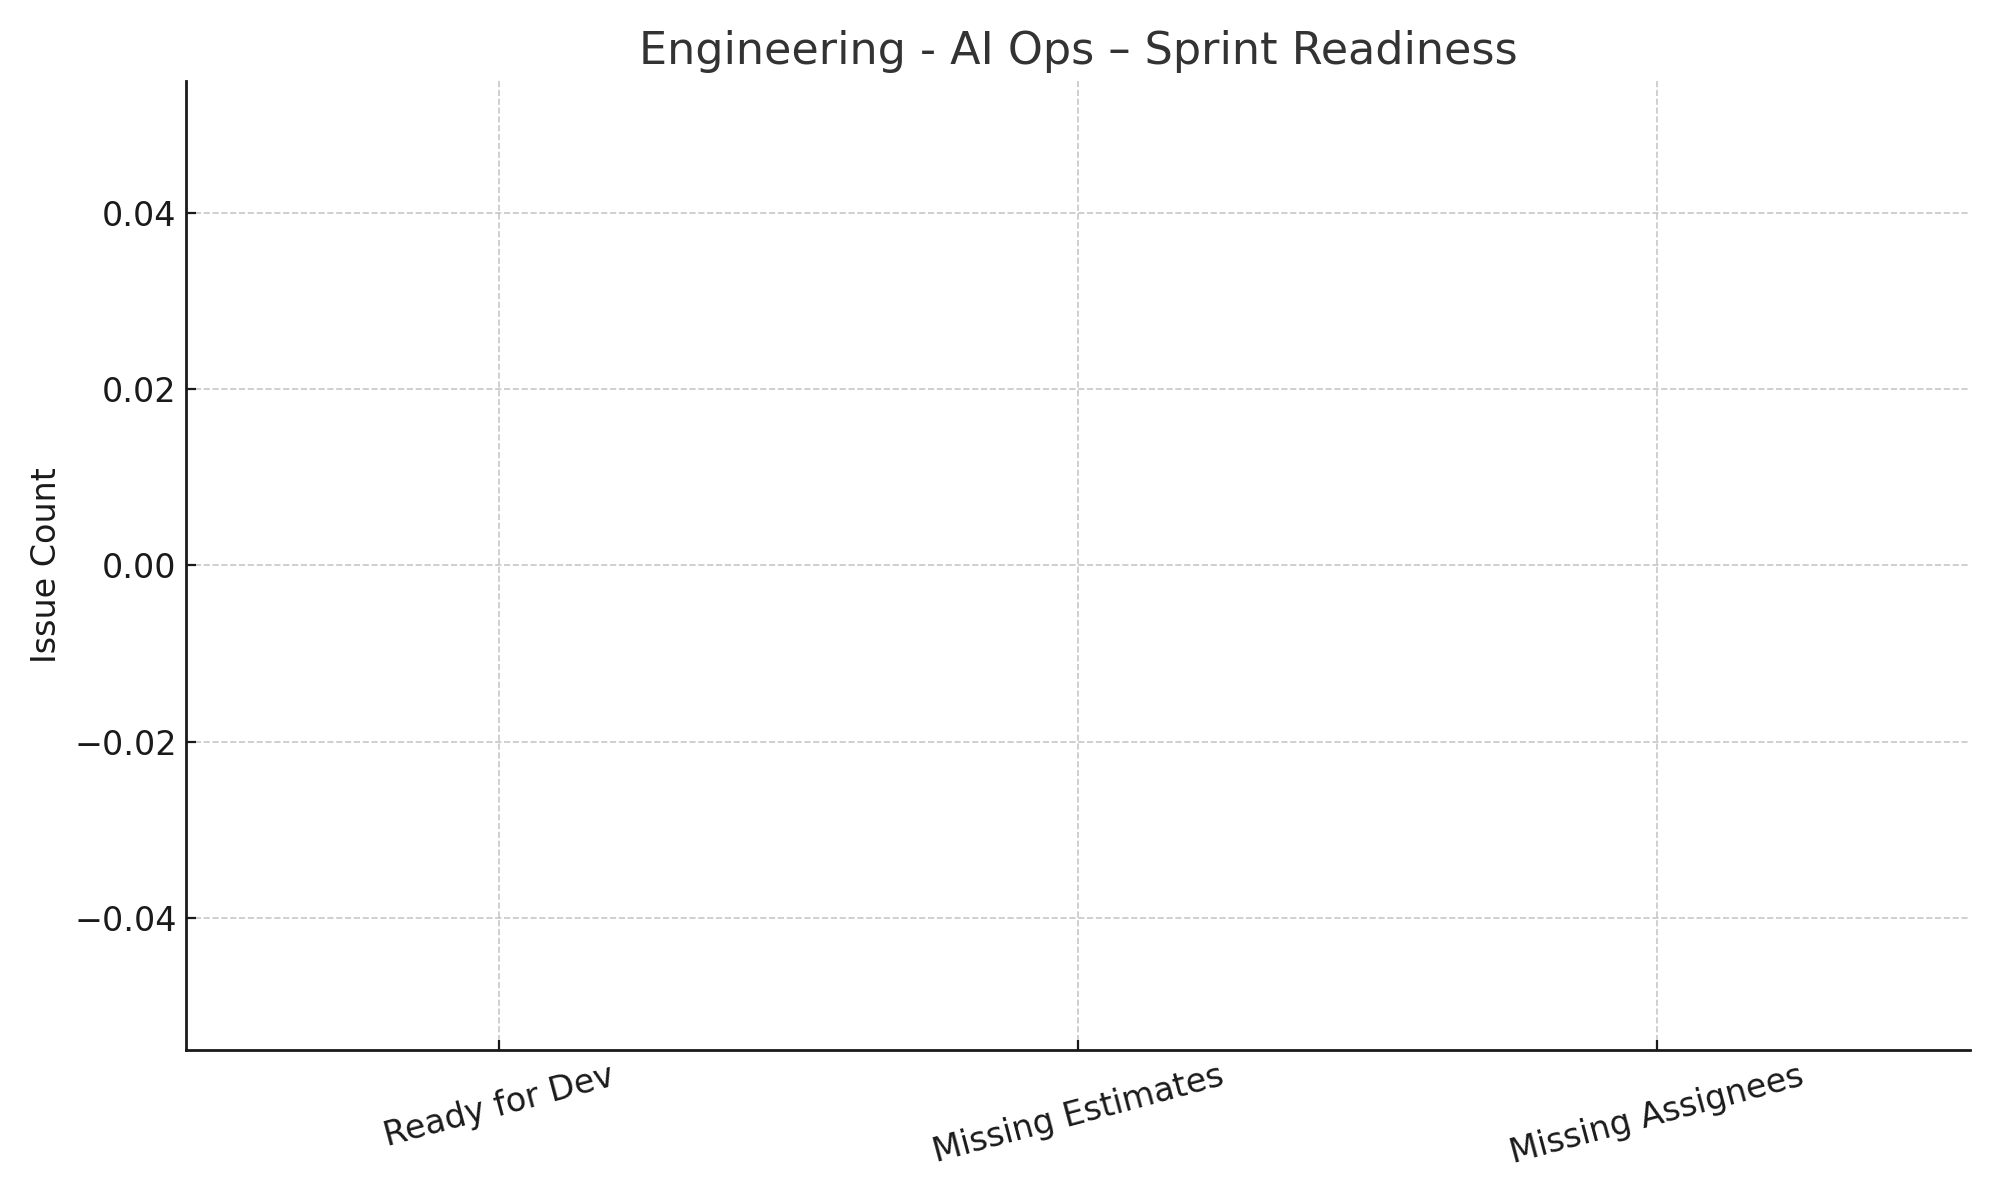 Engineering - AI Ops – Sprint Readiness
Issue Count
0.04
0.02
0.00
−0.02
−0.04
Ready for Dev
Missing Estimates
Missing Assignees